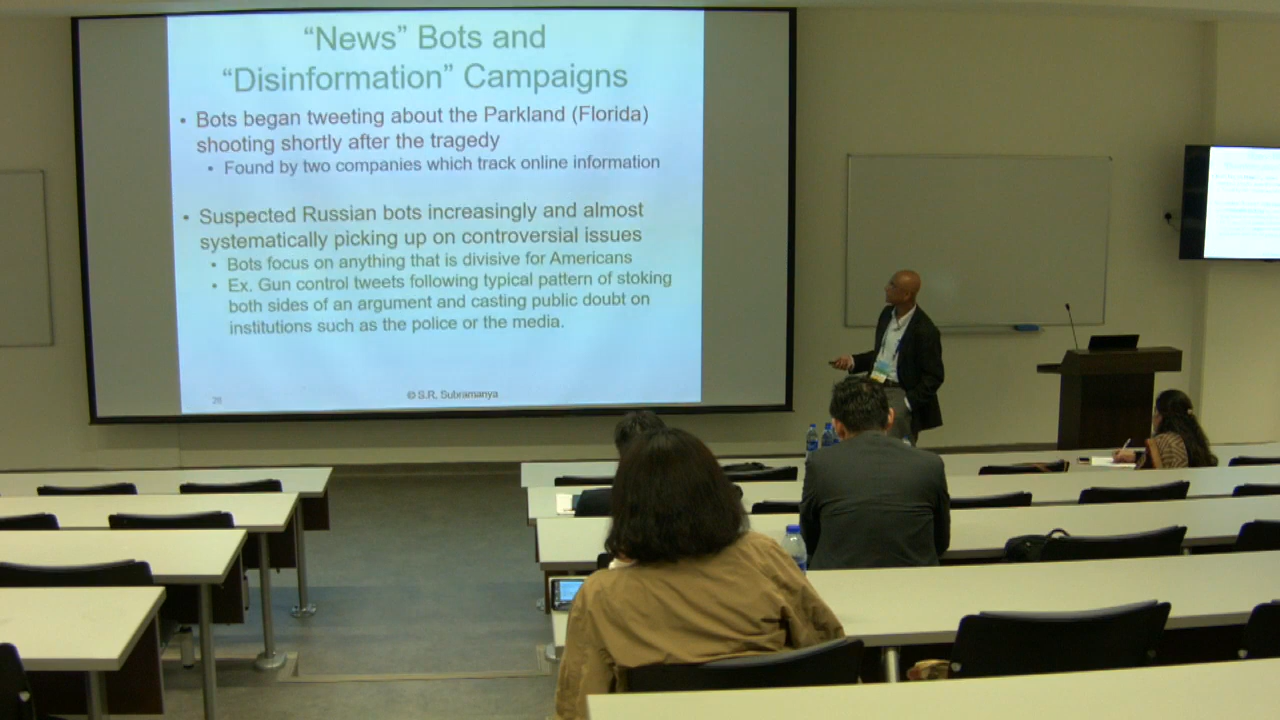 “News” Bots and
“Disinformation” Campaigns
• Bots began tweeting about the Parkland (Florida)
shooting shortly after the tragedy
• Found by two companies which track online information
• Suspected Russian bots increasingly and almost
systematically picking up on controversial issues
• Bots focus on anything that is divisive for Americans
• Ex. Gun control tweets following typical pattern of stoking
both sides of an argument and casting public doubt on
institutions such as the police or the media.
28
© S.R. Subramanya